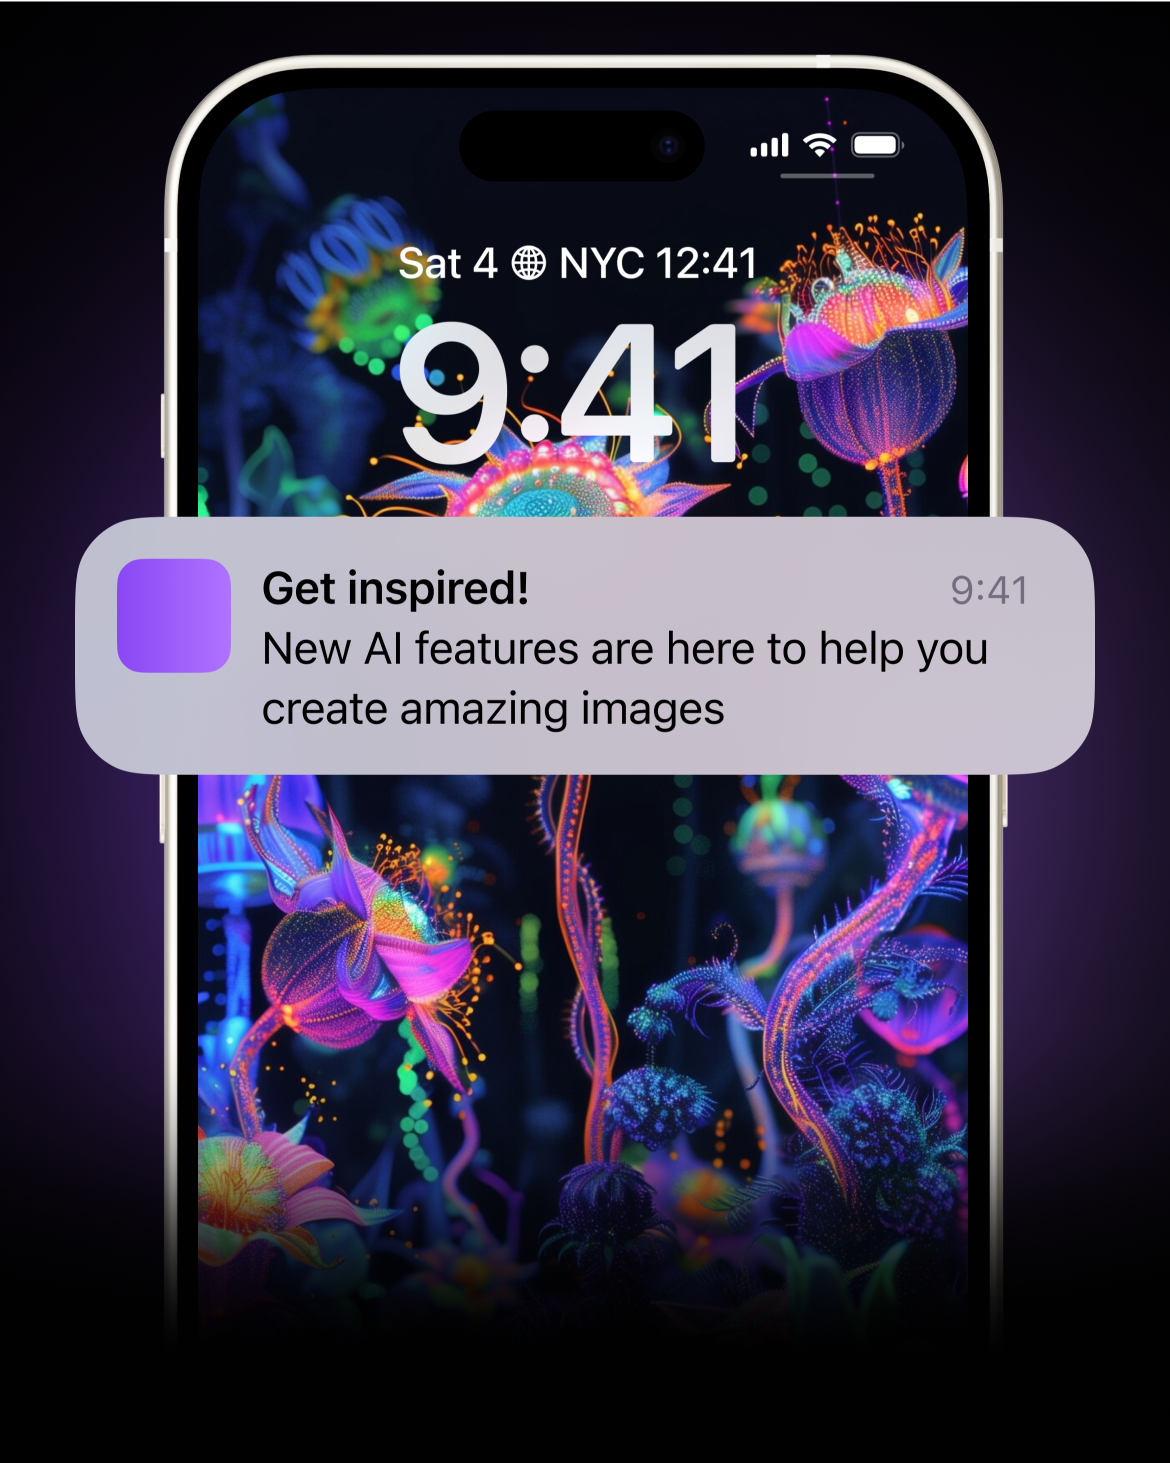 Sat 4 NYC 12:41
9:41
Get inspired! 9:41
New AI features are here to help you
create amazing images